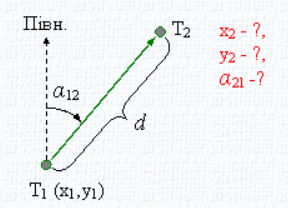 Півн.
T2
x2 - ?,
y2 - ?,
α21 -?
α12
d
T1 (x1,y1)